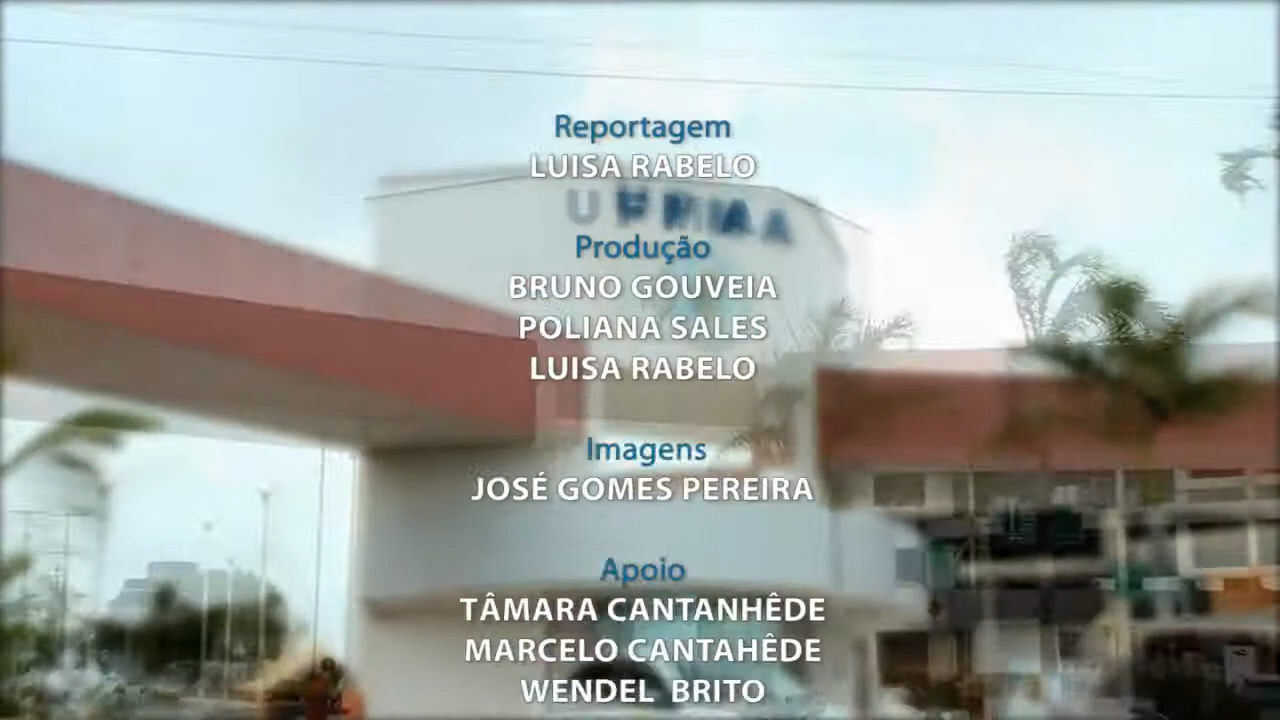 Reportagem
LUISA RABELO
Produção
BRUNO GOUVEIA
POLIANA SALES
LUISA RABELO
Imagens
JOSÉ GOMES PEREIRA
Apoio
TÂMARA CANTANHÊDE
MARCELO CANTAHÊDE
WENDEL BRITO